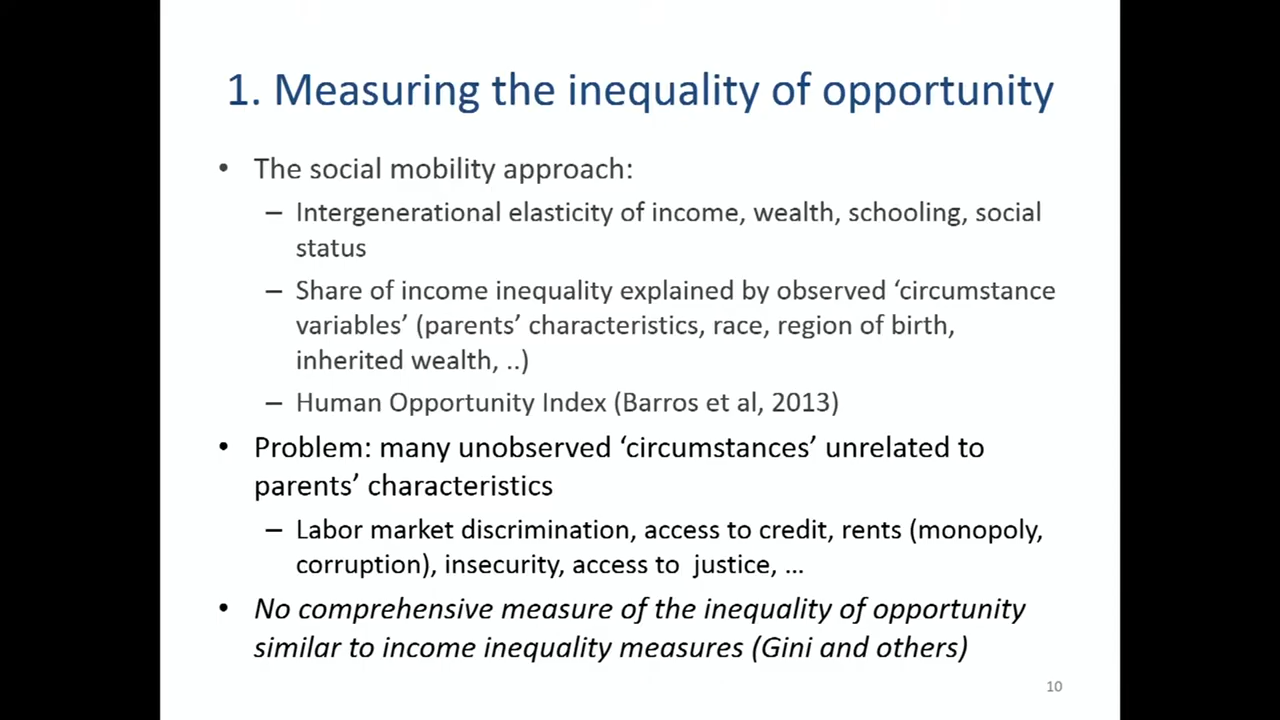 1. Measuring the inequality of opportunity
• The social mobility approach:
– Intergenerational elasticity of income, wealth, schooling, social
status
– Share of income inequality explained by observed ‘circumstance
variables’ (parents’ characteristics, race, region of birth,
inherited wealth, ..)
– Human Opportunity Index (Barros et al, 2013)
• Problem: many unobserved ‘circumstances’ unrelated to
parents’ characteristics
– Labor market discrimination, access to credit, rents (monopoly,
corruption), insecurity, access to  justice, …
• No comprehensive measure of the inequality of opportunity
similar to income inequality measures (Gini and others)
10